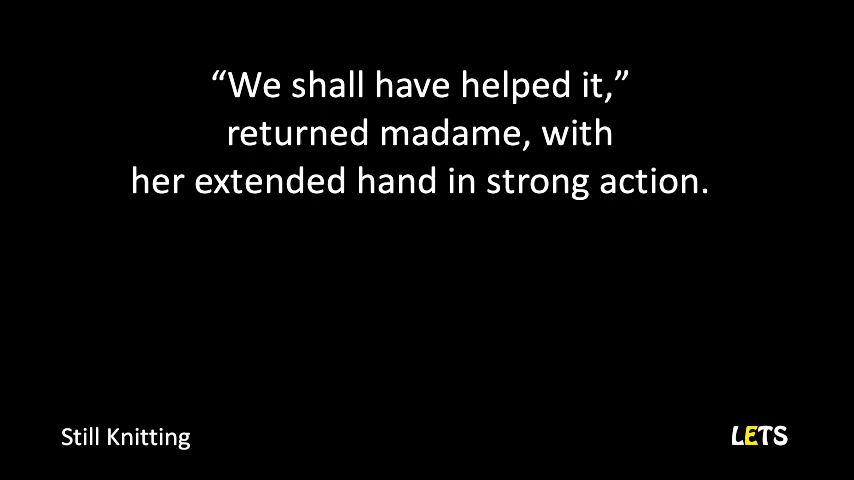 “We shall have helped it,”
returned madame, with
her extended hand in strong action.
Still Knitting
LETS